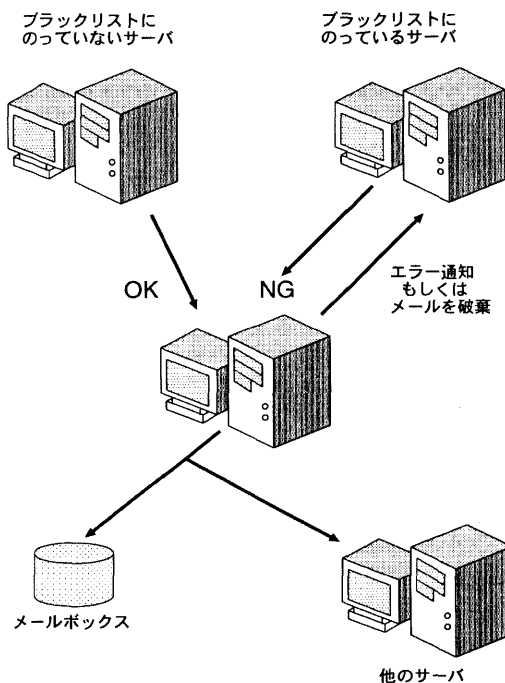 ブラックリストに
のっていないサーバ
ブラックリストに
のっているサーバ
OK
NG
エラー通知
もしくは
メールを破棄
メールボックス
他のサーバ